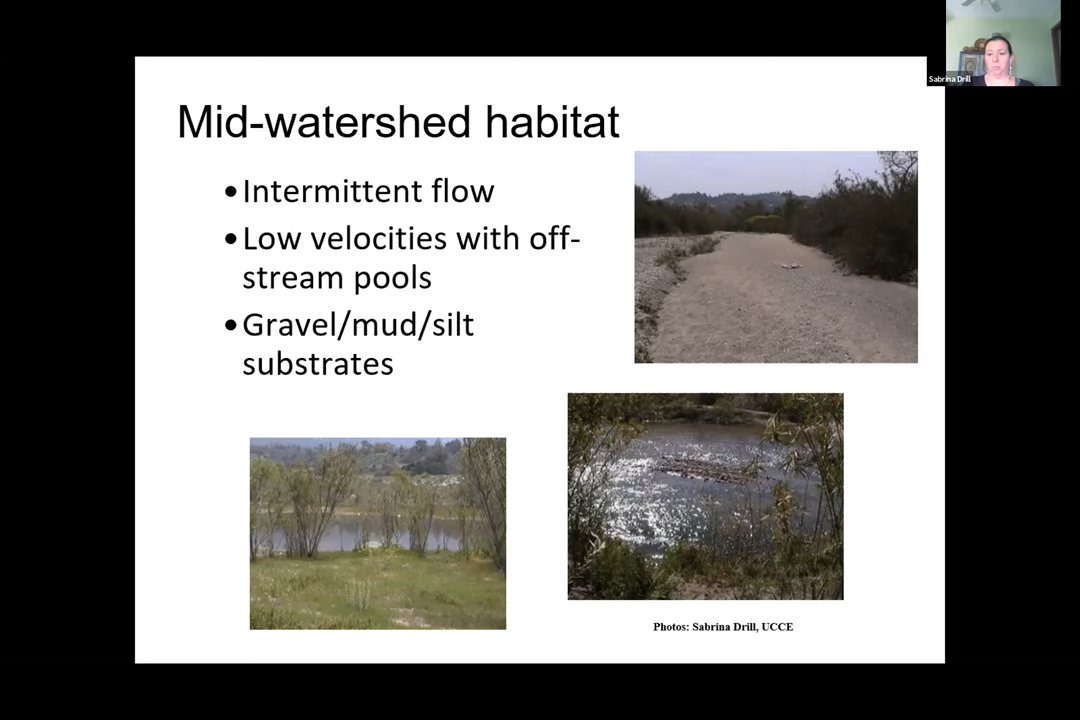 Sabrina Drill
Mid-watershed habitat
•Intermittent flow
•Low velocities with off-
stream pools
•Gravel/mud/silt
substrates
Photos: Sabrina Drill, UCCE